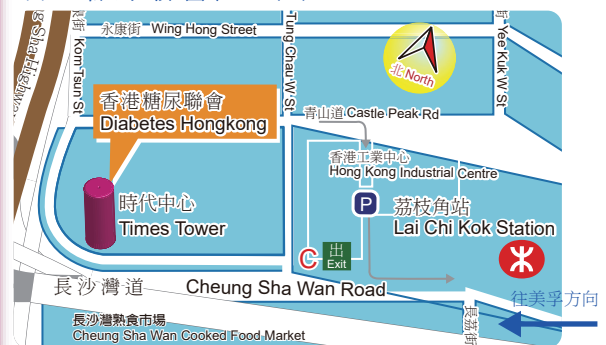 永康街 Wing Hong Street
Kom Tsun St
Tung Chau W St
街 Yee Kuk W St
北 North
香港糖尿聯會
Diabetes Hongkong
青山道 Castle Peak Rd
香港工業中心
Hong Kong Industrial Centre
時代中心
Times Tower
P
荔枝角站
Lai Chi Kok Station
C
出
Exit
長沙灣道 Cheung Sha Wan Road
往美孚方向
長荔街
長沙灣熟食市場
Cheung Sha Wan Cooked Food Market